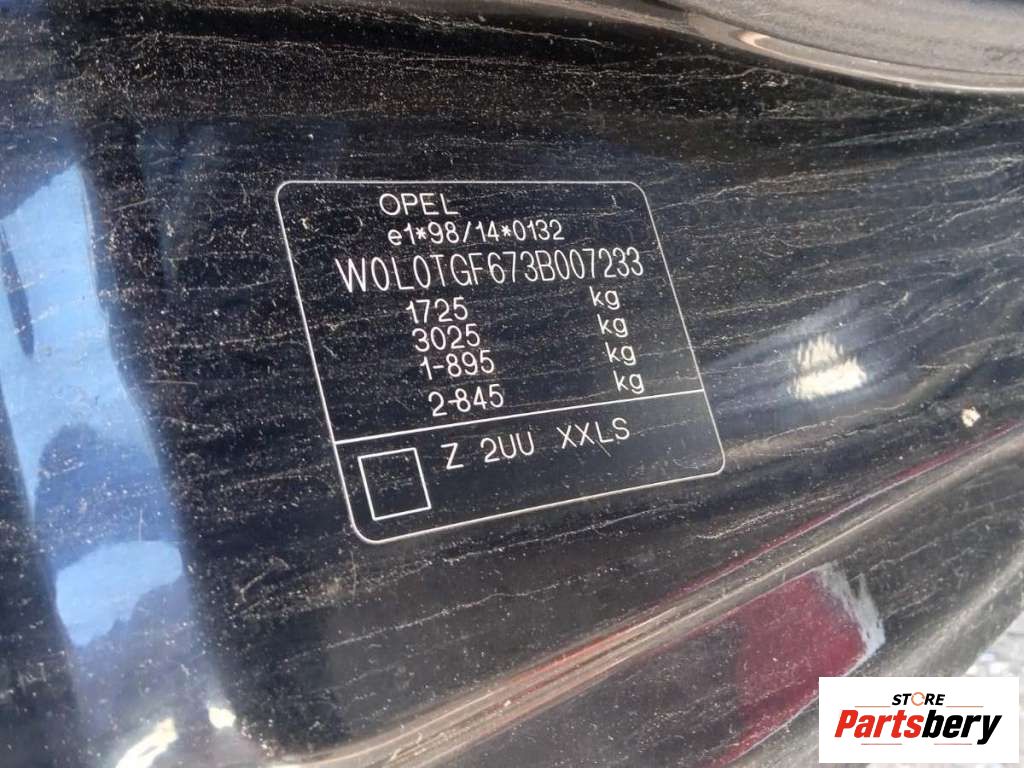 OPEL
e1*98/14*0132
W0L0TGF673B007233
1725 kg
3025 kg
1-895 kg
2-845 kg
Z 2UU XXLS
STORE
Partsbery